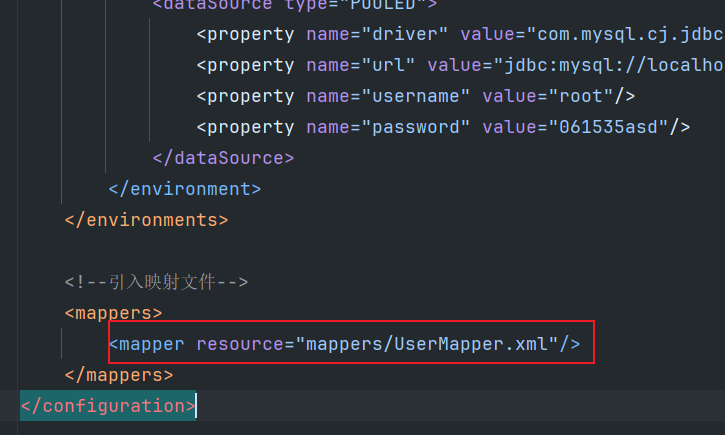 <dataSource type="POOLED">
<property name="driver" value="com.mysql.cj.jdbc
<property name="url" value="jdbc:mysql://localho
<property name="username" value="root"/>
<property name="password" value="061535asd"/>
</dataSource>
</environment>
</environments>
<!--引入映射文件-->
<mappers>
<mapper resource="mappers/UserMapper.xml"/>
</mappers>
</configuration>